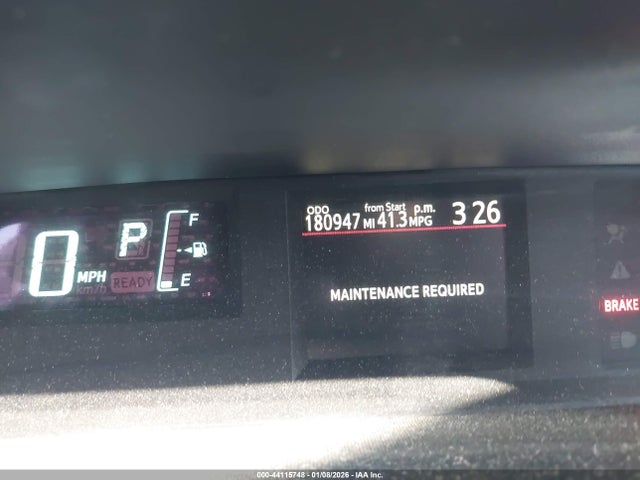 0 MPH
km/h
P
READY
F
E
ODO from Start p.m. 3 26
180947 MI 41.3 MPG
MAINTENANCE REQUIRED
BRAKE
000-44115748 - 01/08/2026 - IAA Inc.